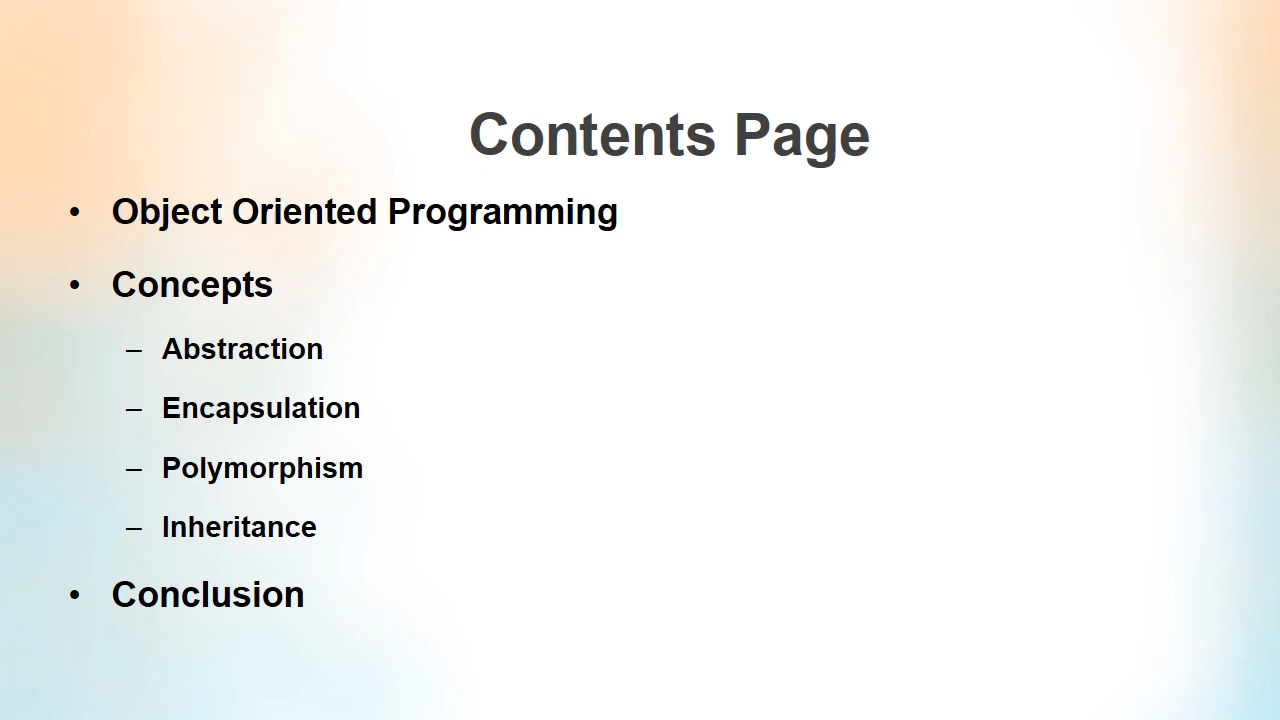 Contents Page
• Object Oriented Programming
• Concepts
– Abstraction
– Encapsulation
– Polymorphism
– Inheritance
• Conclusion